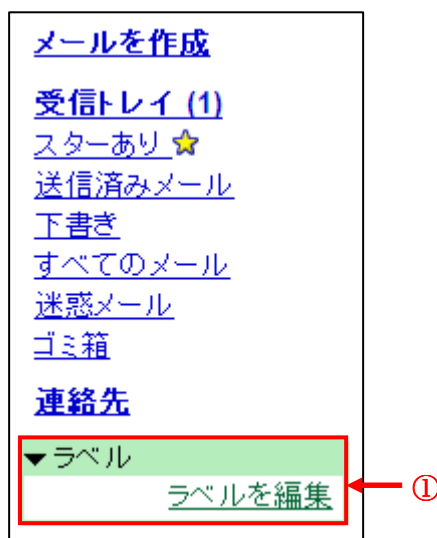 メールを作成
受信トレイ (1)
スターあり
送信済みメール
下書き
すべてのメール
迷惑メール
ゴミ箱
連絡先
▼ラベル
ラベルを編集
①